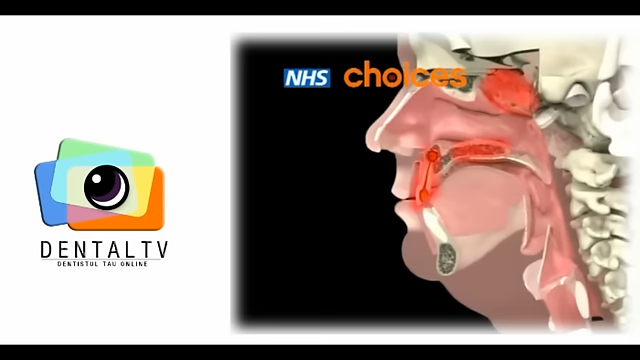 NHS choices
DENTALTV
DENTISTUL TAU ONLINE